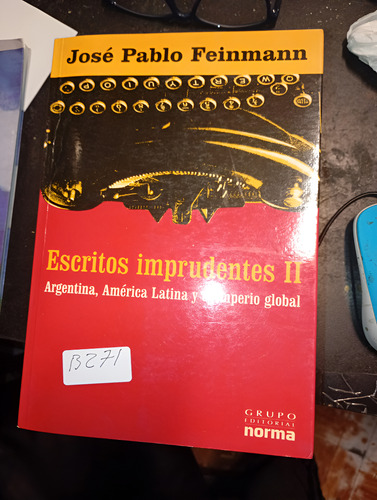 José Pablo Feinmann
Escritos imprudentes II
Argentina, América Latina y imperio global
B271
GRUPO
EDITORIAL
norma